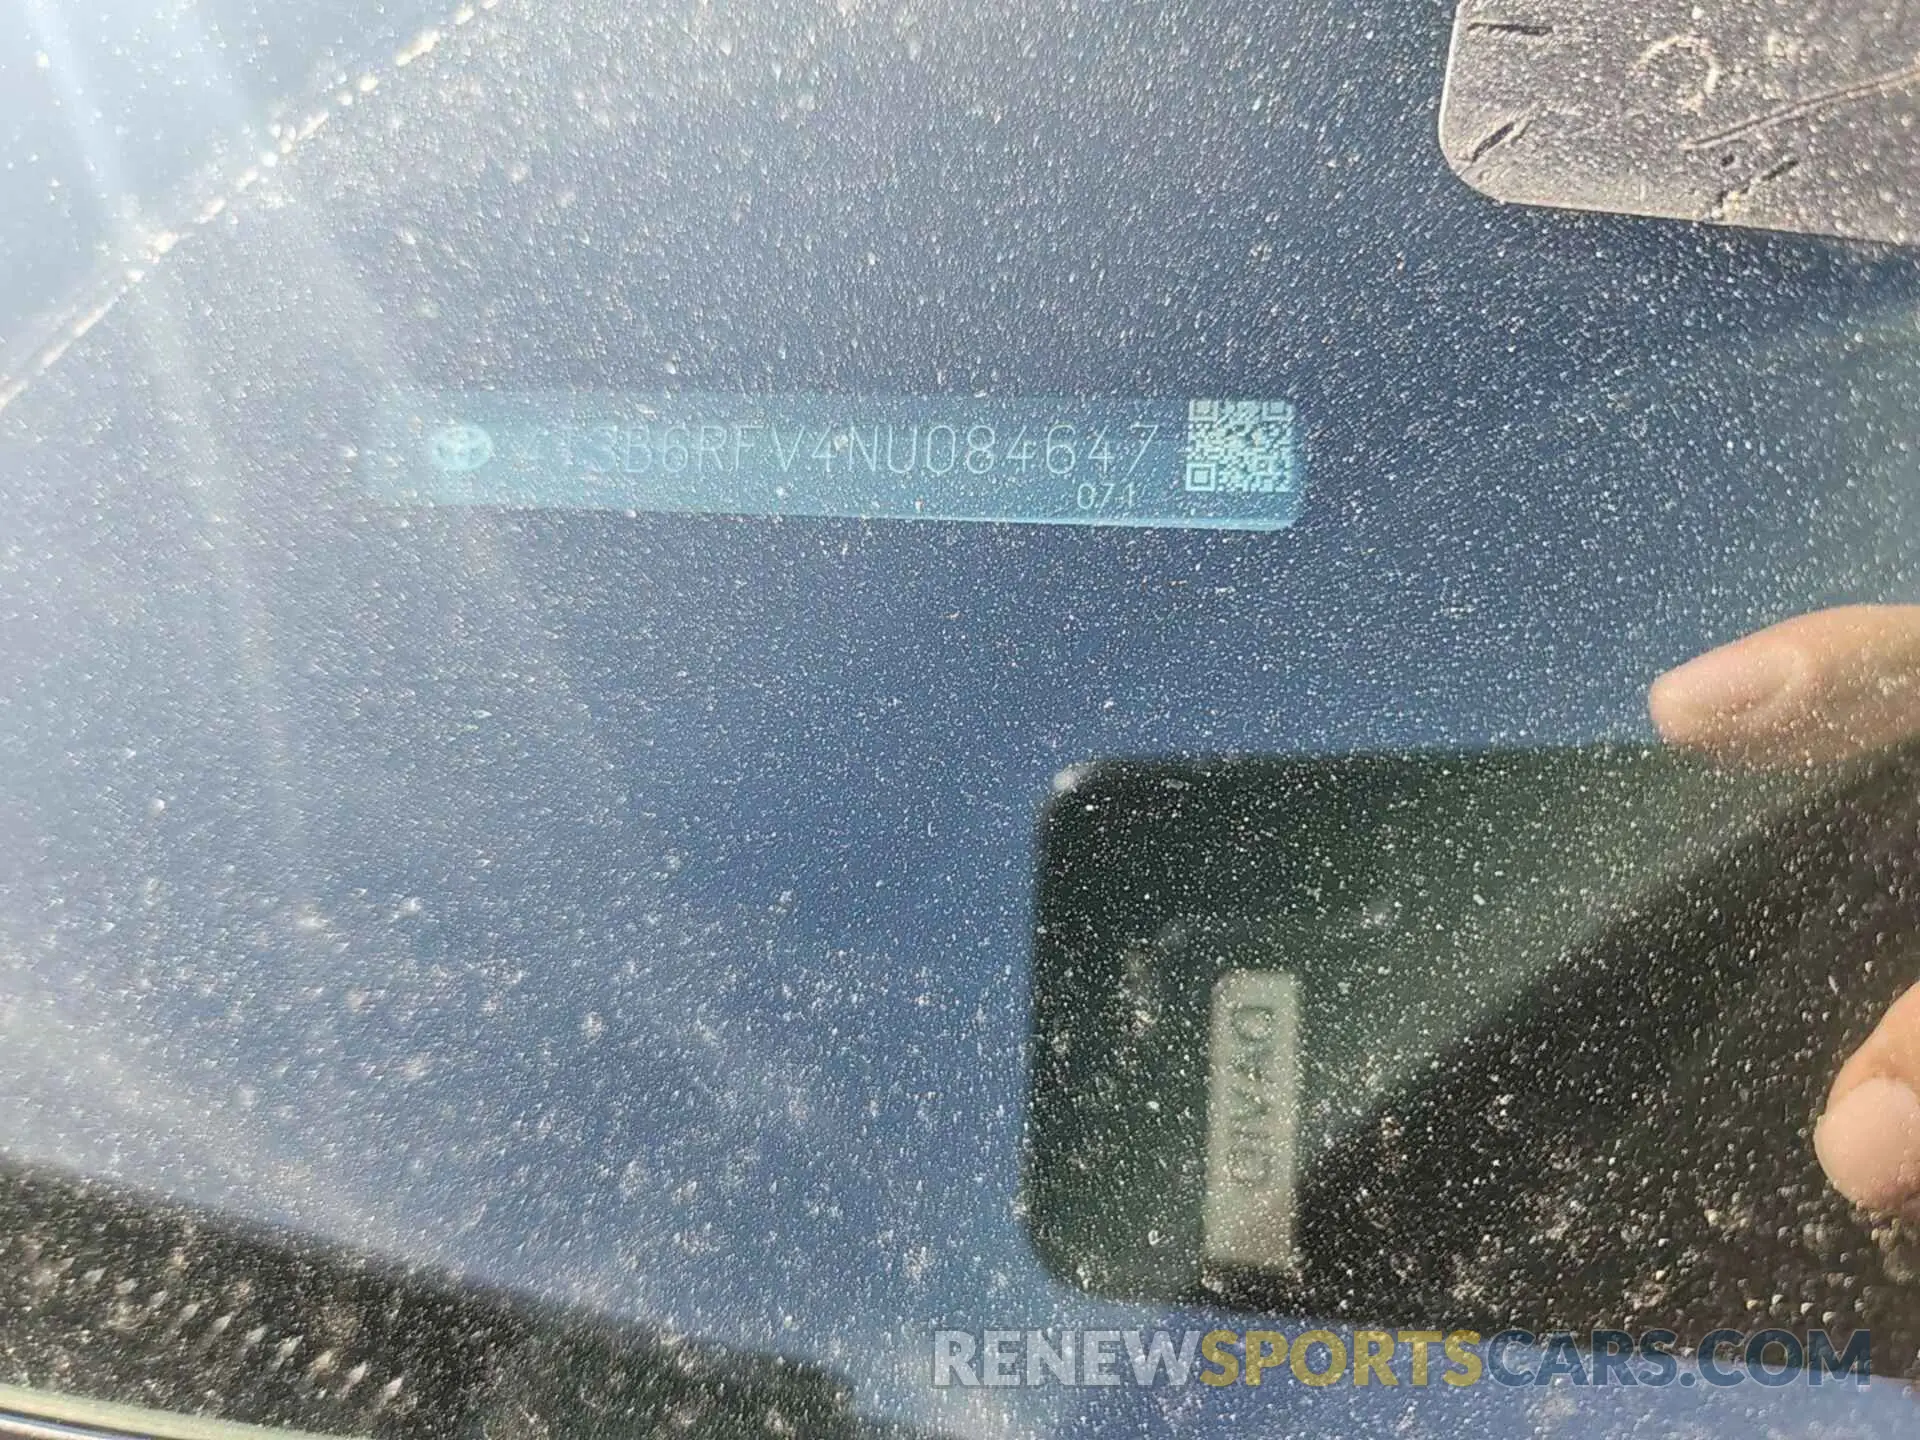 4T3B6RFV4NU084647
071
RENEWSPORTSCARS.COM